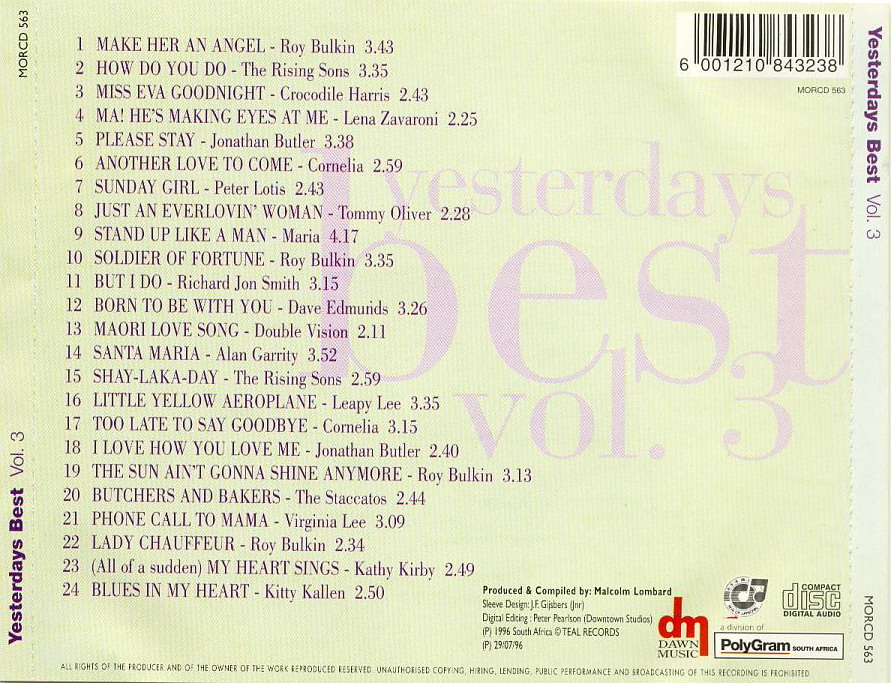 MORCD 563
Yesterdays Best Vol. 3
1 MAKE HER AN ANGEL - Roy Bulkin 3.43
2 HOW DO YOU DO - The Rising Sons 3.35
3 MISS EVA GOODNIGHT - Crocodile Harris 2.43
4 MA! HE'S MAKING EYES AT ME - Lena Zavaroni 2.25
5 PLEASE STAY - Jonathan Butler 3.38
6 ANOTHER LOVE TO COME - Cornelia 2.59
7 SUNDAY GIRL - Peter Lotis 2.43
8 JUST AN EVERLOVIN' WOMAN - Tommy Oliver 2.28
9 STAND UP LIKE A MAN - Maria 4.17
10 SOLDIER OF FORTUNE - Roy Bulkin 3.35
11 BUT I DO - Richard Jon Smith 3.15
12 BORN TO BE WITH YOU - Dave Edmunds 3.26
13 MAORI LOVE SONG - Double Vision 2.11
14 SANTA MARIA - Alan Garrity 3.52
15 SHAY-LAKA-DAY - The Rising Sons 2.59
16 LITTLE YELLOW AEROPLANE - Leapy Lee 3.35
17 TOO LATE TO SAY GOODBYE - Cornelia 3.15
18 I LOVE HOW YOU LOVE ME - Jonathan Butler 2.40
19 THE SUN AIN'T GONNA SHINE ANYMORE - Roy Bulkin 3.13
20 BUTCHERS AND BAKERS - The Staccatos 2.44
21 PHONE CALL TO MAMA - Virginia Lee 3.09
22 LADY CHAUFFEUR - Roy Bulkin 2.34
23 (All of a sudden) MY HEART SINGS - Kathy Kirby 2.49
24 BLUES IN MY HEART - Kitty Kallen 2.50
yesterdays
best
vol. 3
6 001210 843238
MORCD 563
Produced & Compiled by: Malcolm Lombard
Sleeve Design: J.F. Gijsbers (Jnr)
Digital Editing : Peter Pearlson (Downtown Studios)
(P) 1996 South Africa © TEAL RECORDS
(P) 29/07/96
dm
DAWN
MUSIC
COMPACT
disc
DIGITAL AUDIO
a division of
PolyGram SOUTH AFRICA
ALL RIGHTS OF THE PRODUCER AND OF THE OWNER OF THE WORK REPRODUCED RESERVED. UNAUTHORISED COPYING, HIRING, LENDING, PUBLIC PERFORMANCE AND BROADCASTING OF THIS RECORDING IS PROHIBITED.
Yesterdays Best Vol. 3
MORCD 563